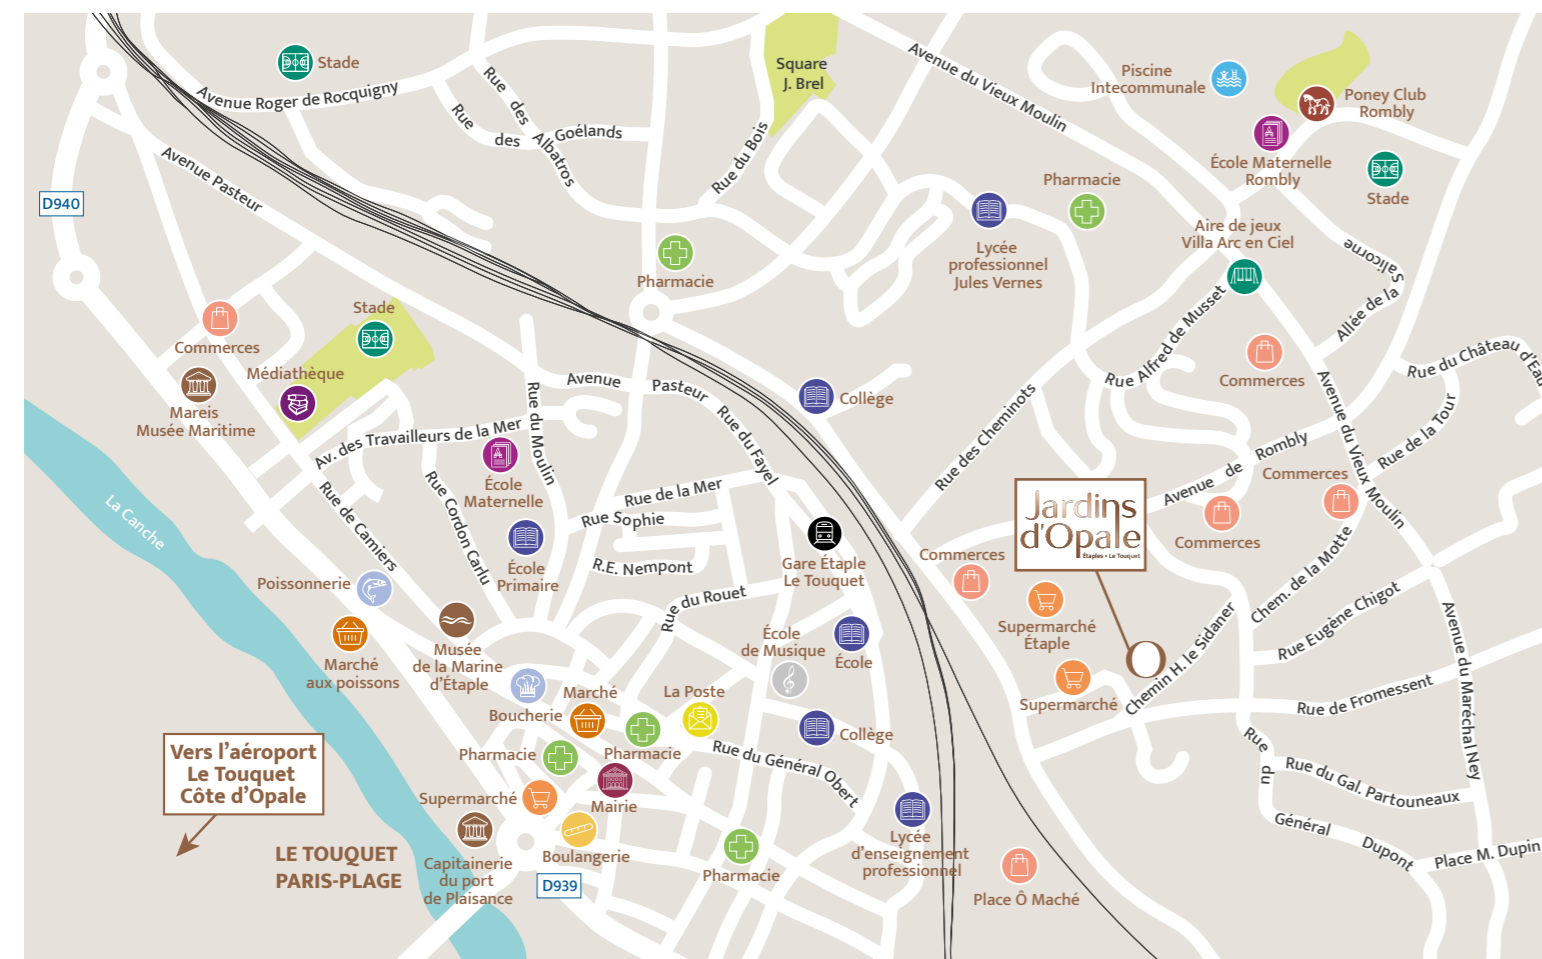 Stade
Avenue Roger de Rocquigny
Rue des Albatros
Rue des Goélands
Square
J. Brel
Rue du Bois
Avenue du Vieux Moulin
Piscine
Intecommunale
Poney Club
Rombly
École Maternelle
Rombly
Stade
Avenue Pasteur
D940
Pharmacie
Lycée
professionnel
Jules Vernes
Pharmacie
Aire de jeux
Villa Arc en Ciel
Allée de la Salicorne
Rue Alfred de Musset
Commerces
Stade
Médiathèque
Mareis
Musée Maritime
Commerces
Rue du Château d'Eau
Rue de la Tour
Avenue du Vieux Moulin
Avenue Pasteur
Rue du Moulin
Rue du Fayel
Collège
Rue des Cheminots
Av. des Travailleurs de la Mer
École
Maternelle
Rue de Camiers
Rue Cordon Carlu
Rue de la Mer
Rue Sophie
R.E. Nempont
Avenue de Rombly
Commerces
Commerces
Jardins
d'Opale
Étaples • Le Touquet
La Canche
École
Primaire
Gare Étaple
Le Touquet
Commerces
Chem. de la Motte
Poissonnerie
Marché
aux poissons
Musée
de la Marine
d'Étaple
Rue du Rouet
École
de Musique
École
Supermarché
Étaple
Supermarché
O
Chemin H. le Sidaner
Rue Eugène Chigot
Avenue du Maréchal Ney
Rue de Fromessent
Boucherie
Marché
La Poste
Pharmacie
Pharmacie
Collège
Rue du Général Obert
Vers l'aéroport
Le Touquet
Côte d'Opale
Supermarché
Mairie
Rue du Général Dupont
Rue du Gal. Partouneaux
LE TOUQUET
PARIS-PLAGE
Capitainerie
du port
de Plaisance
Boulangerie
D939
Pharmacie
Lycée
d'enseignement
professionnel
Place Ô Maché
Place M. Dupin